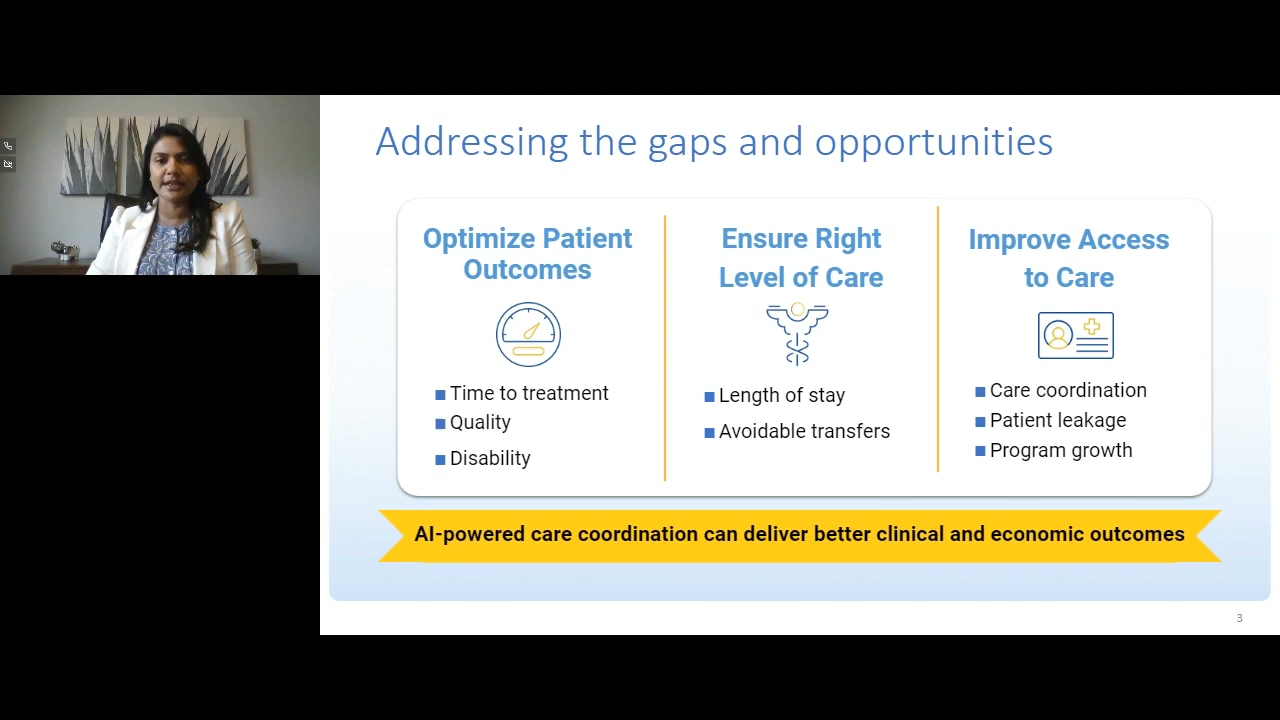 Addressing the gaps and opportunities
Optimize Patient
Outcomes
Time to treatment
Quality
Disability
Ensure Right
Level of Care
Length of stay
Avoidable transfers
Improve Access
to Care
Care coordination
Patient leakage
Program growth
AI-powered care coordination can deliver better clinical and economic outcomes
3